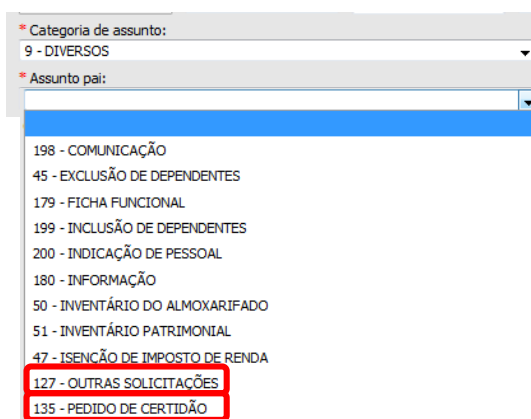 * Categoria de assunto:
9 - DIVERSOS
* Assunto pai:
198 - COMUNICAÇÃO
45 - EXCLUSÃO DE DEPENDENTES
179 - FICHA FUNCIONAL
199 - INCLUSÃO DE DEPENDENTES
200 - INDICAÇÃO DE PESSOAL
180 - INFORMAÇÃO
50 - INVENTÁRIO DO ALMOXARIFADO
51 - INVENTÁRIO PATRIMONIAL
47 - ISENÇÃO DE IMPOSTO DE RENDA
127 - OUTRAS SOLICITAÇÕES
135 - PEDIDO DE CERTIDÃO